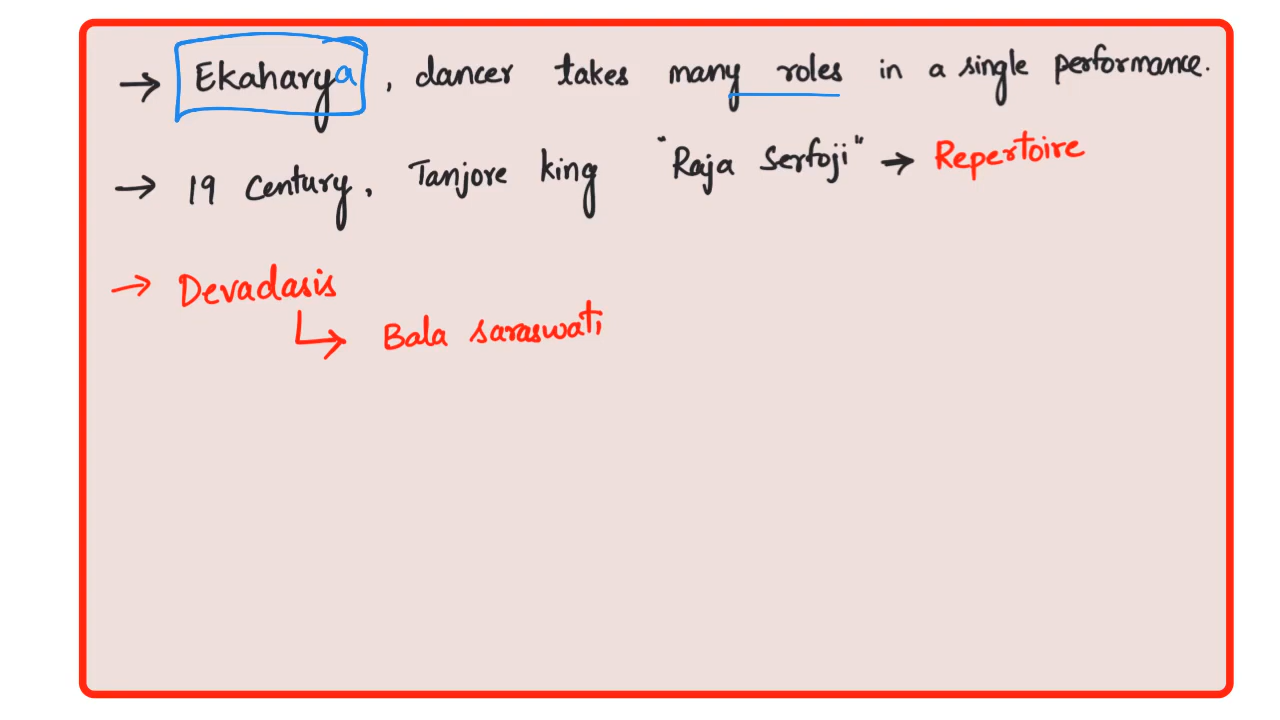 → Ekaharya, dancer takes many roles in a single performance.
→ 19 Century, Tanjore king "Raja Serfoji" → Repertoire
→ Devadasis
↳ Bala saraswati